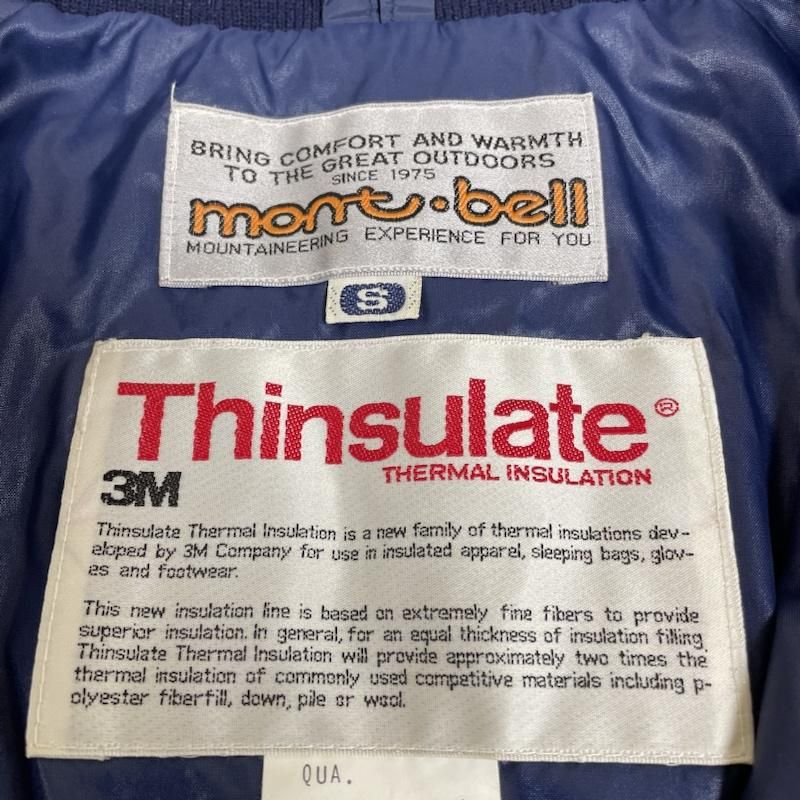 BRING COMFORT AND WARMTH
TO THE GREAT OUTDOORS
SINCE 1975
mont·bell
MOUNTAINEERING EXPERIENCE FOR YOU
S
Thinsulate®
THERMAL INSULATION
3M
Thinsulate Thermal Insulation is a new family of thermal insulations dev-
eloped by 3M Company for use in insulated apparel, sleeping bags, glov-
es and footwear.
This new insulation line is based on extremely fine fibers to provide
superior insulation. In general, for an equal thickness of insulation filling,
Thinsulate Thermal Insulation will provide approximately two times the
thermal insulation of commonly used competitive materials including p-
olyester fiberfill, down, pile or wool.
QUA.